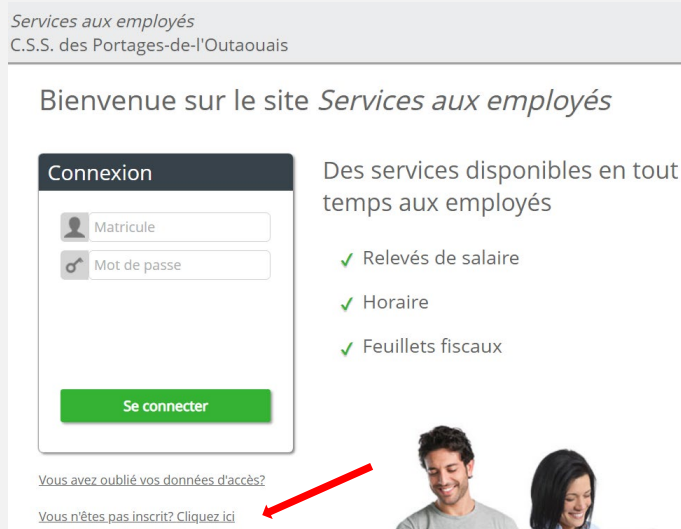 Services aux employés
C.S.S. des Portages-de-l'Outaouais
Bienvenue sur le site Services aux employés
Connexion
Matricule
Mot de passe
Se connecter
Vous avez oublié vos données d'accès?
Vous n'êtes pas inscrit? Cliquez ici
Des services disponibles en tout
temps aux employés
Relevés de salaire
Horaire
Feuillets fiscaux